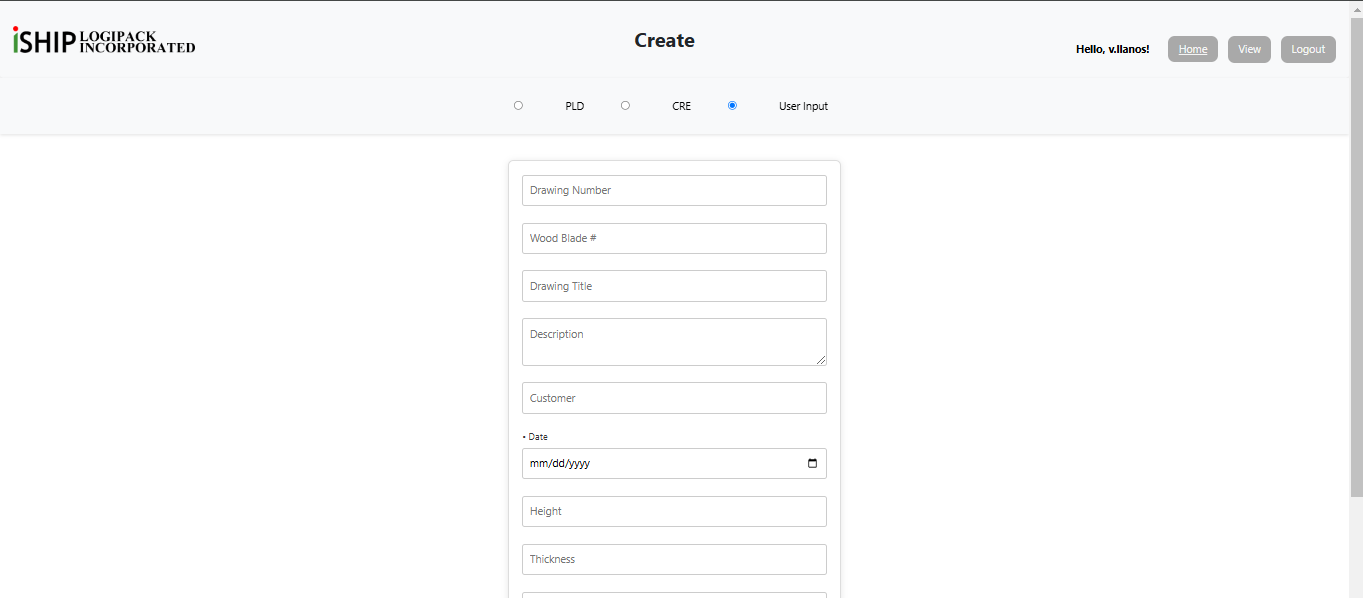 iSHIP LOGIPACK INCORPORATED
Create
Hello, v.llanos! Home View Logout
PLD CRE User Input
Drawing Number
Wood Blade #
Drawing Title
Description
Customer
• Date
mm/dd/yyyy
Height
Thickness